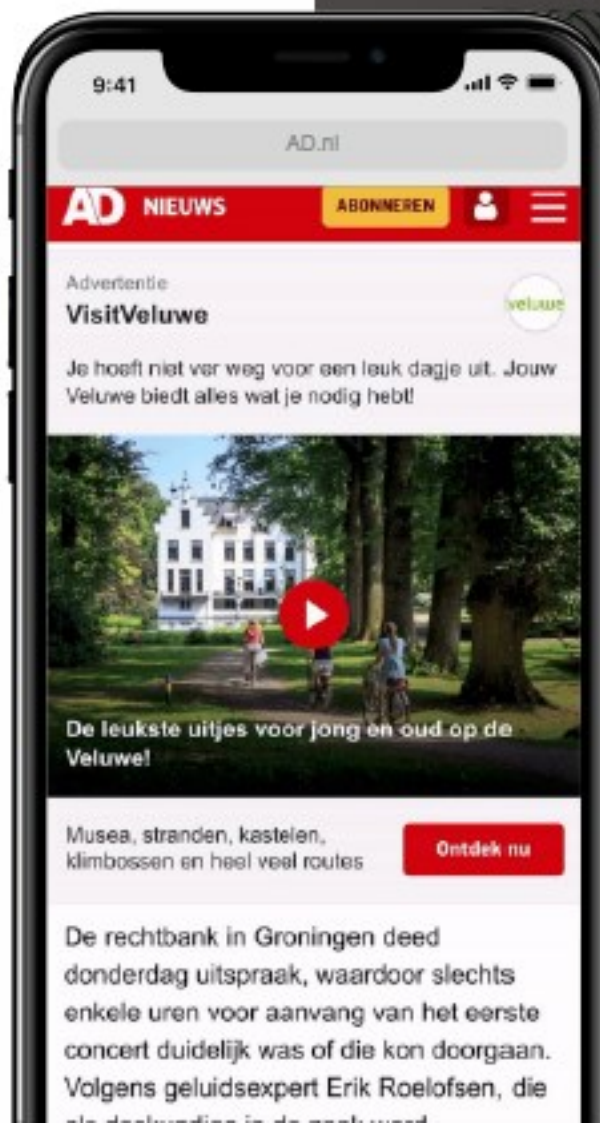 9:41
AD.nl
AD NIEUWS ABONNEREN
Advertentie
VisitVeluwe
veluwe
Je hoeft niet ver weg voor een leuk dagje uit. Jouw
Veluwe biedt alles wat je nodig hebt!
De leukste uitjes voor jong en oud op de
Veluwe!
Musea, stranden, kastelen,
klimbossen en heel veel routes
Ontdek nu
De rechtbank in Groningen deed
donderdag uitspraak, waardoor slechts
enkele uren voor aanvang van het eerste
concert duidelijk was of die kon doorgaan.
Volgens geluidsexpert Erik Roelofsen, die